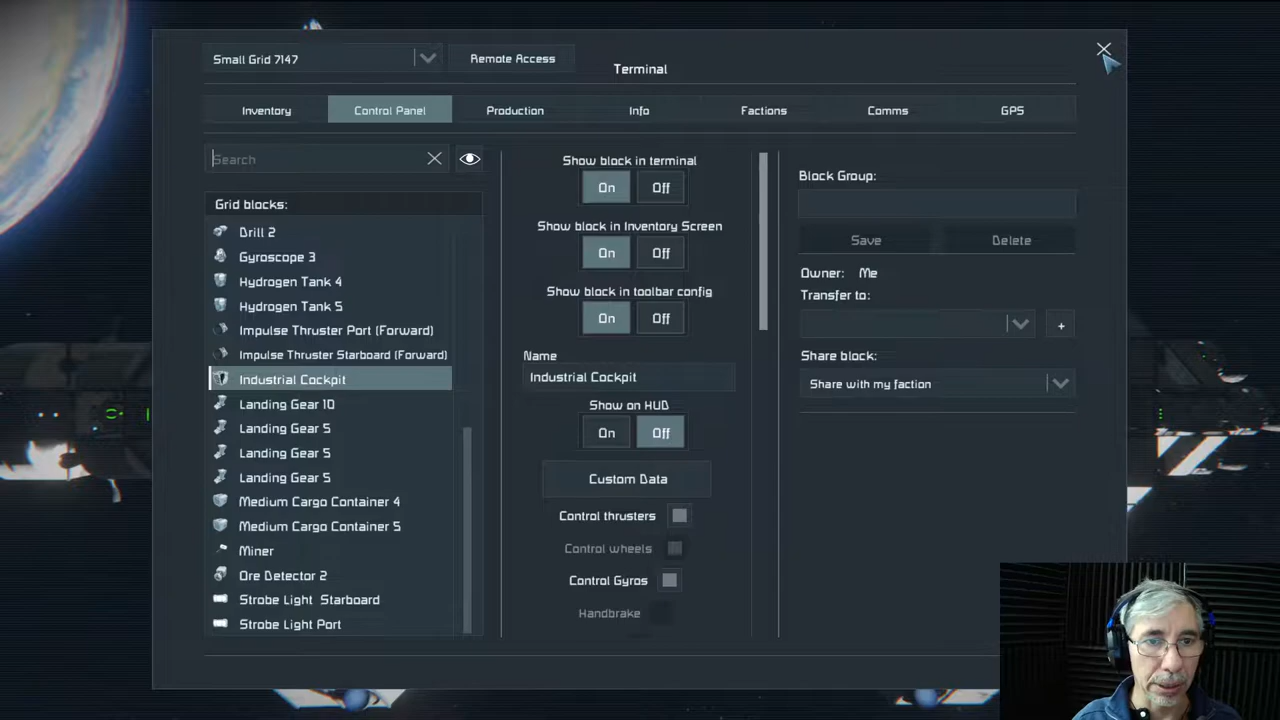 Small Grid 7147
Remote Access
Terminal
Inventory
Control Panel
Production
Info
Factions
Comms
GPS
Search
Grid blocks:
Drill 2
Gyroscope 3
Hydrogen Tank 4
Hydrogen Tank 5
Impulse Thruster Port (Forward)
Impulse Thruster Starboard (Forward)
Industrial Cockpit
Landing Gear 10
Landing Gear 5
Landing Gear 5
Landing Gear 5
Medium Cargo Container 4
Medium Cargo Container 5
Miner
Ore Detector 2
Strobe Light  Starboard
Strobe Light Port
Show block in terminal
On Off
Show block in Inventory Screen
On Off
Show block in toolbar config
On Off
Name
Industrial Cockpit
Show on HUD
On Off
Custom Data
Control thrusters
Control wheels
Control Gyros
Handbrake
Block Group:
Save Delete
Owner: Me
Transfer to:
+
Share block:
Share with my faction